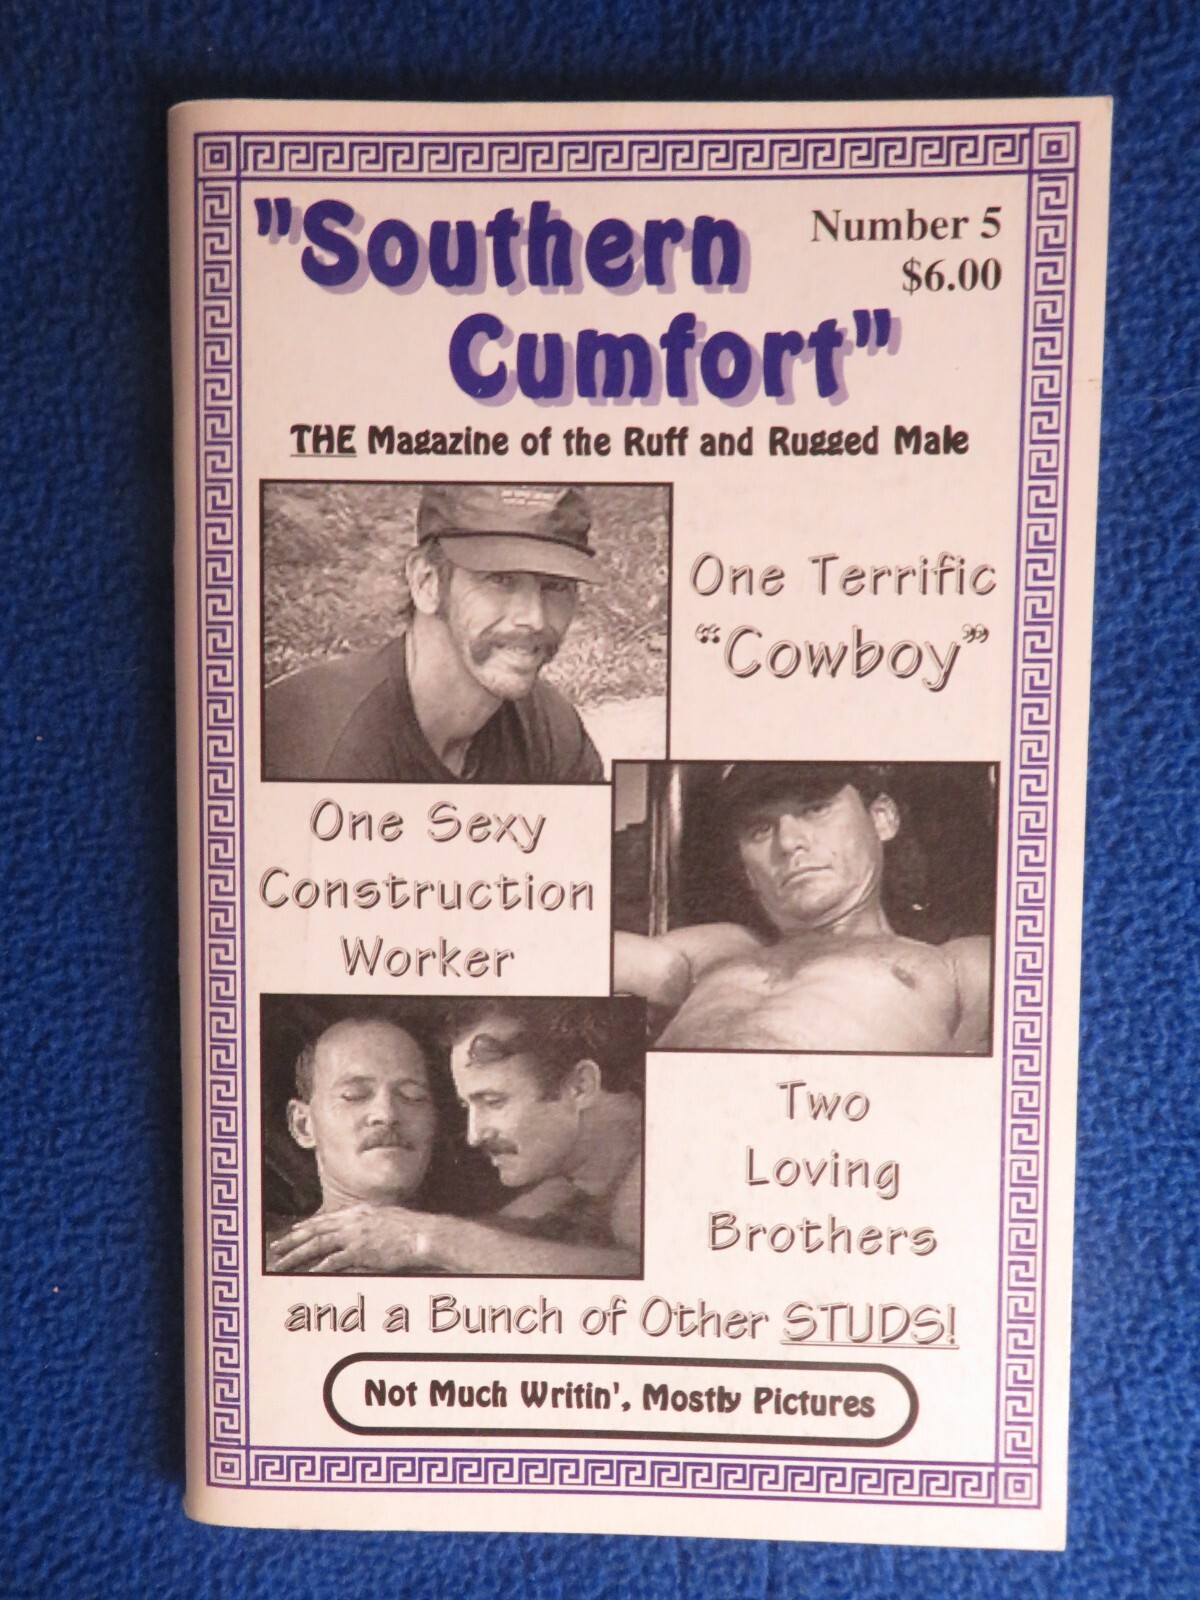 "Southern
Cumfort"
Number 5
$6.00
THE Magazine of the Ruff and Rugged Male
One Terrific
"Cowboy"
One Sexy
Construction
Worker
Two
Loving
Brothers
and a Bunch of Other STUDS!
Not Much Writin', Mostly Pictures